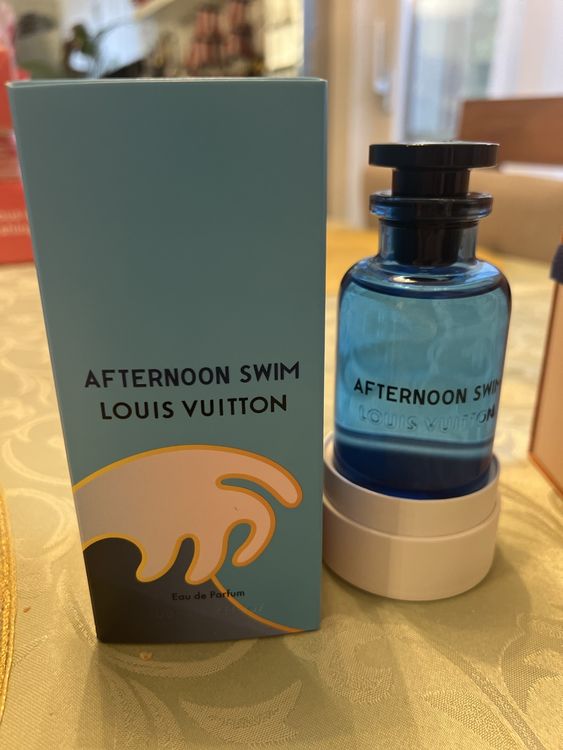 AFTERNOON SWIM
LOUIS VUITTON
Eau de Parfum
AFTERNOON SWIM
LOUIS VUITTON